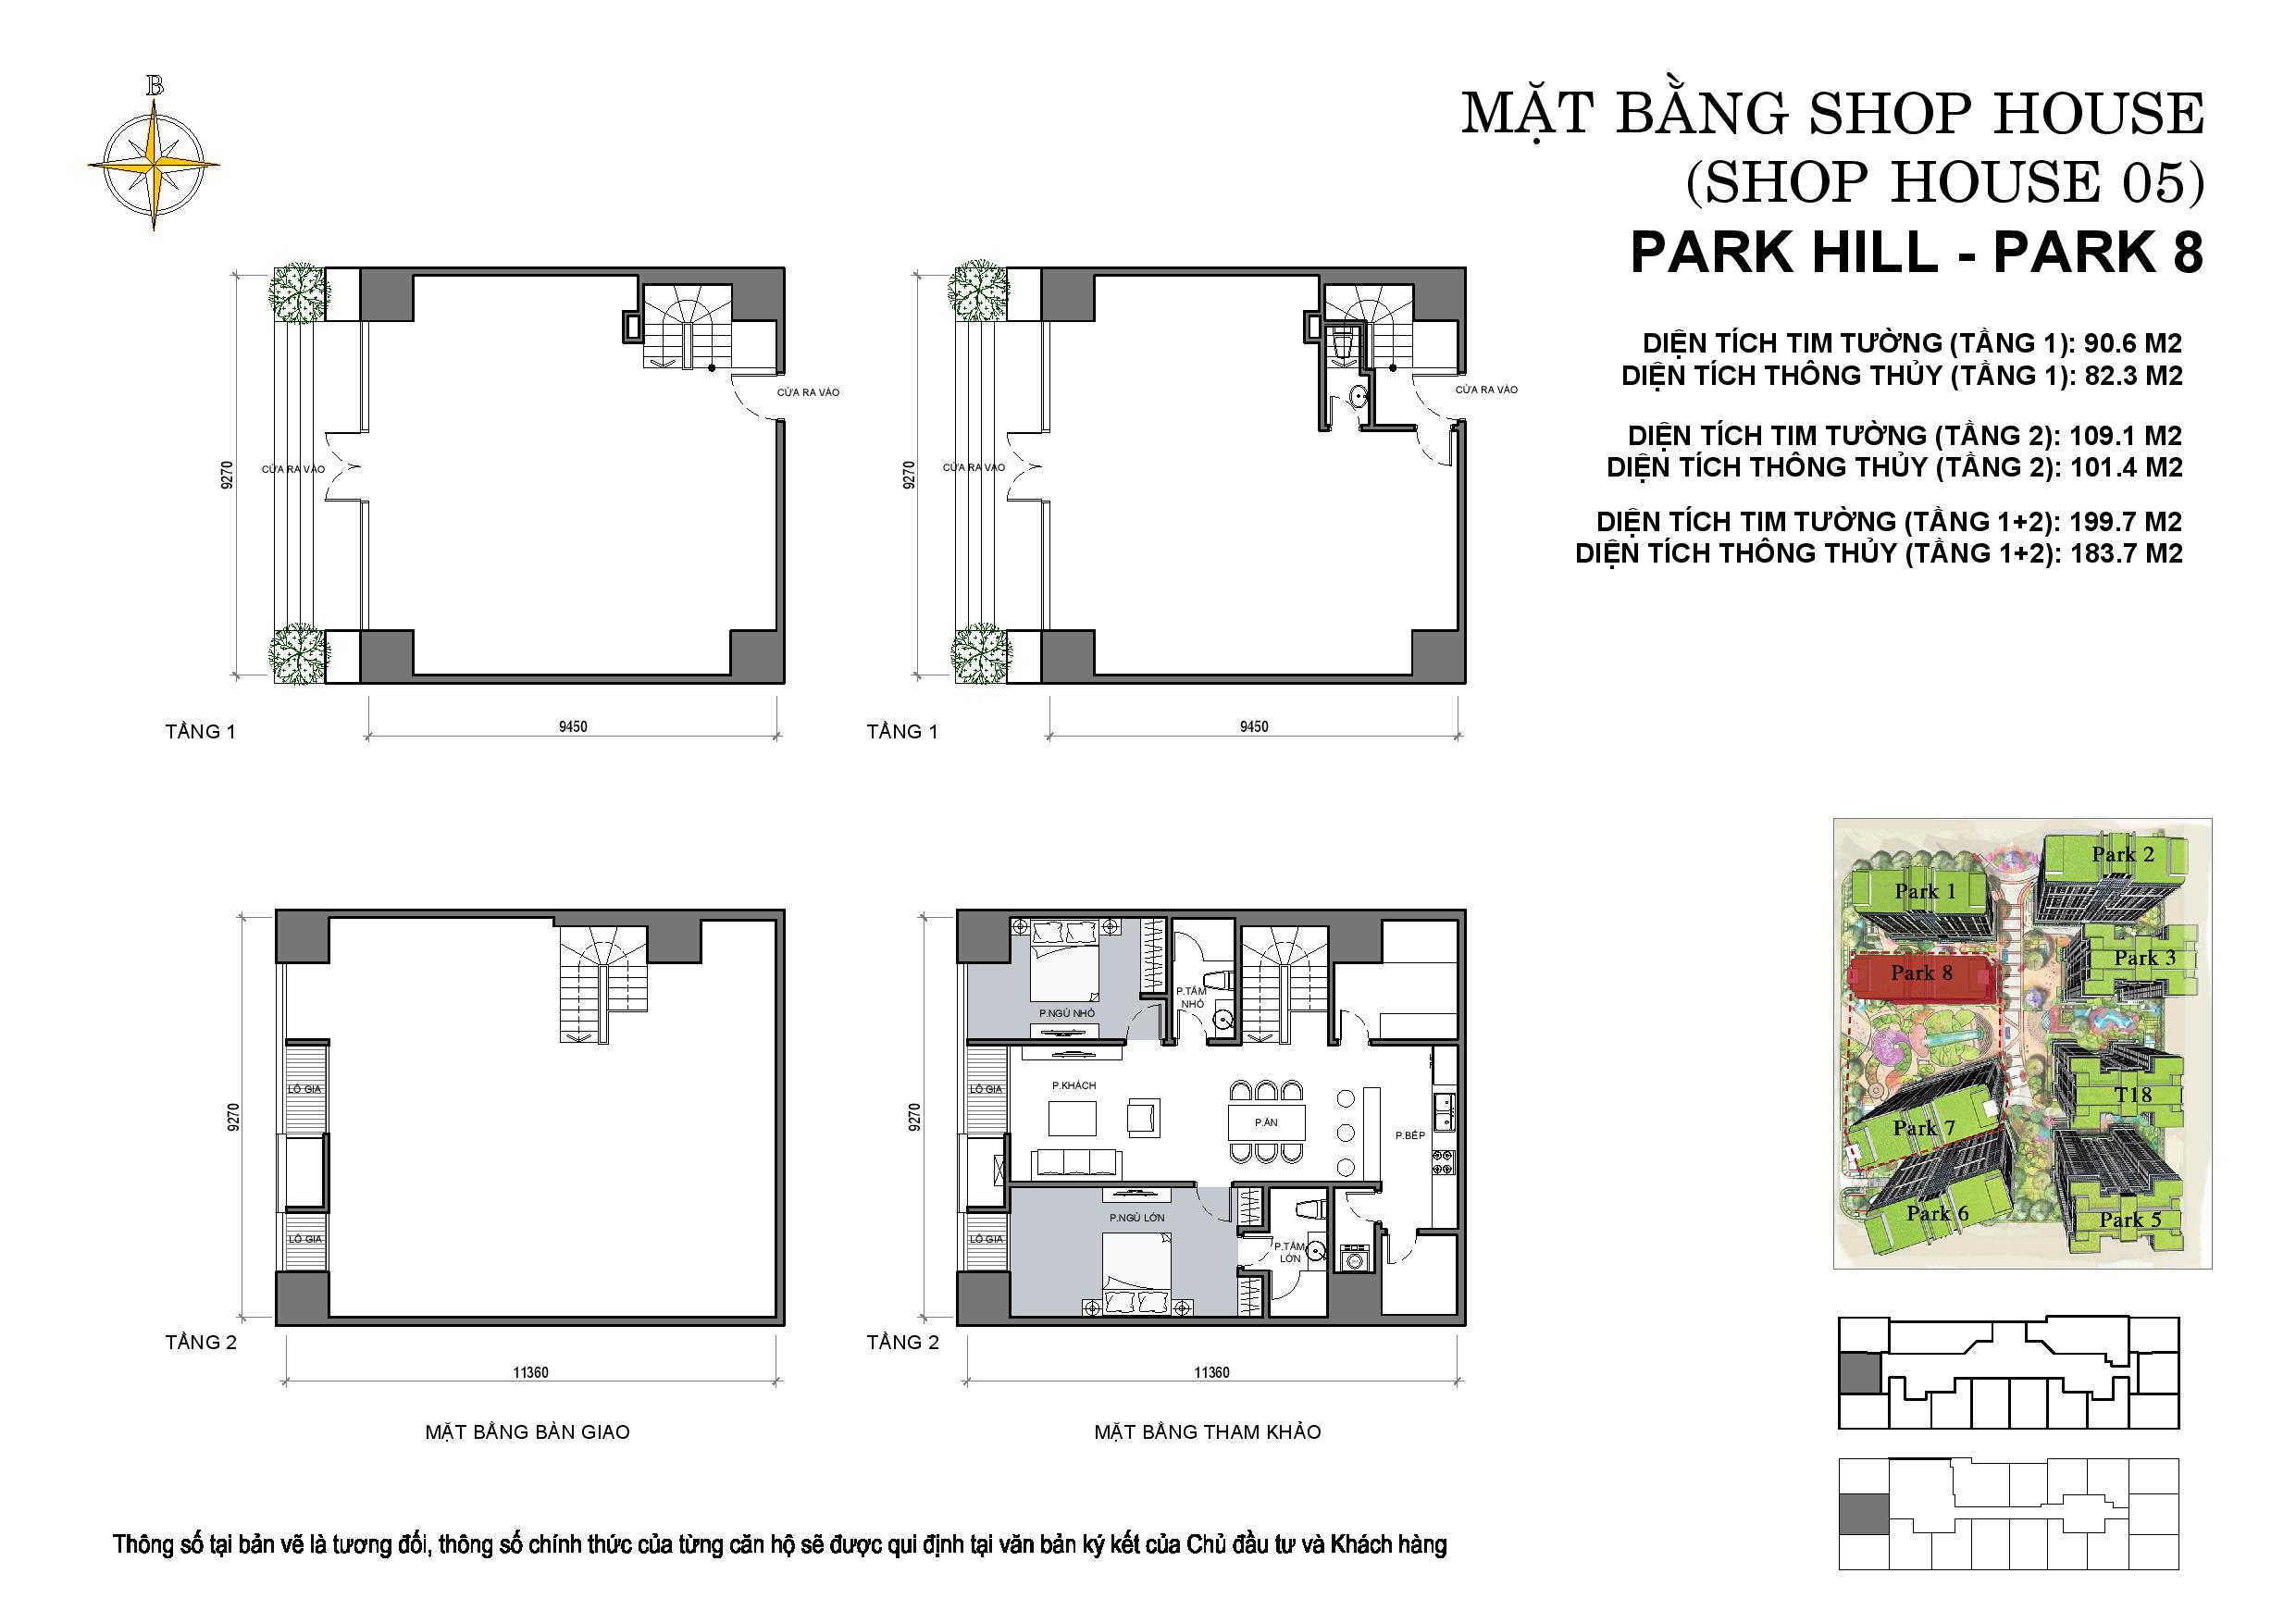 B
MẶT BẰNG SHOP HOUSE
(SHOP HOUSE 05)
PARK HILL - PARK 8
DIỆN TÍCH TIM TƯỜNG (TẦNG 1): 90.6 M2
DIỆN TÍCH THÔNG THỦY (TẦNG 1): 82.3 M2
DIỆN TÍCH TIM TƯỜNG (TẦNG 2): 109.1 M2
DIỆN TÍCH THÔNG THỦY (TẦNG 2): 101.4 M2
DIỆN TÍCH TIM TƯỜNG (TẦNG 1+2): 199.7 M2
DIỆN TÍCH THÔNG THỦY (TẦNG 1+2): 183.7 M2
CỬA RA VÀO
CỬA RA VÀO
9270
9450
TẦNG 1
CỬA RA VÀO
CỬA RA VÀO
9270
9450
TẦNG 1
LÔ GIA
LÔ GIA
9270
TẦNG 2
11360
MẶT BẰNG BÀN GIAO
P.TẮM
NHỎ
P.NGỦ NHỎ
LÔ GIA
P.KHÁCH
P.ĂN
P.BẾP
9270
P.NGỦ LỚN
LÔ GIA
P.TẮM
LỚN
TẦNG 2
11360
MẶT BẰNG THAM KHẢO
Park 2
Park 1
Park 3
Park 8
T18
Park 7
Park 6
Park 5
Thông số tại bản vẽ là tương đối, thông số chính thức của từng căn hộ sẽ được qui định tại văn bản ký kết của Chủ đầu tư và Khách hàng